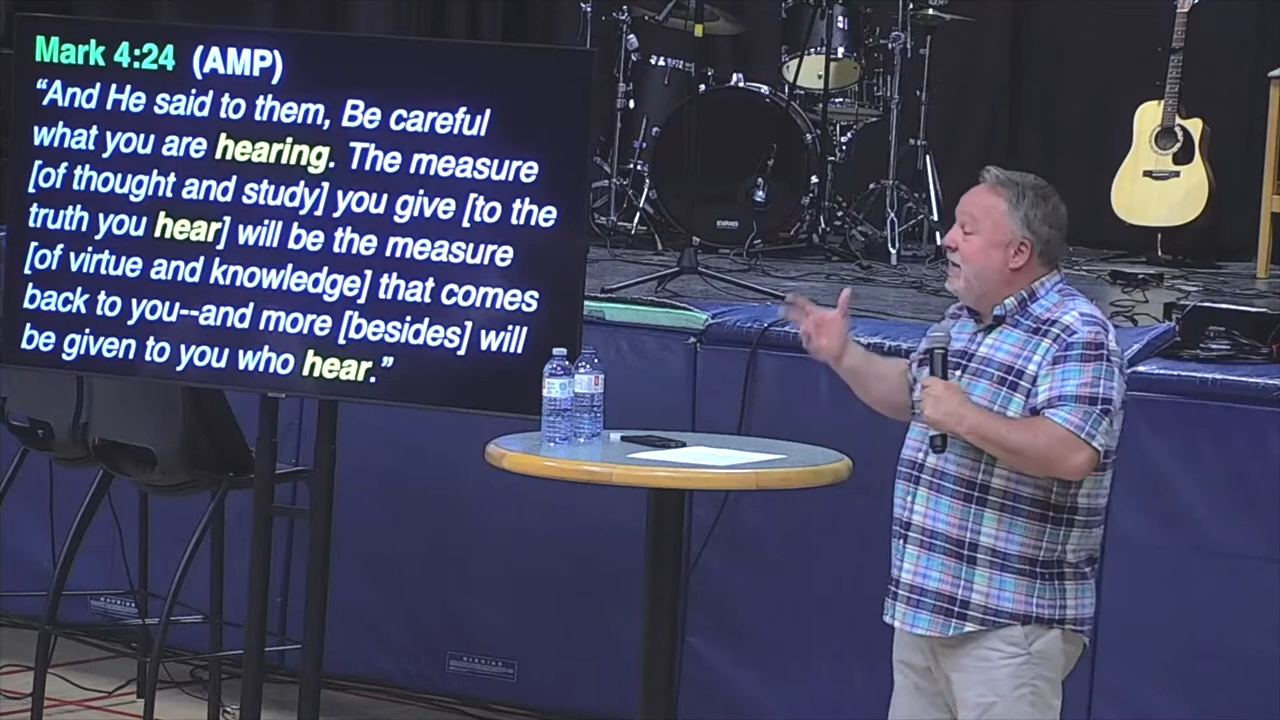 Mark 4:24 (AMP)
“And He said to them, Be careful
what you are hearing. The measure
[of thought and study] you give [to the
truth you hear] will be the measure
[of virtue and knowledge] that comes
back to you--and more [besides] will
be given to you who hear.”
EVANS
WARNING
WARNING